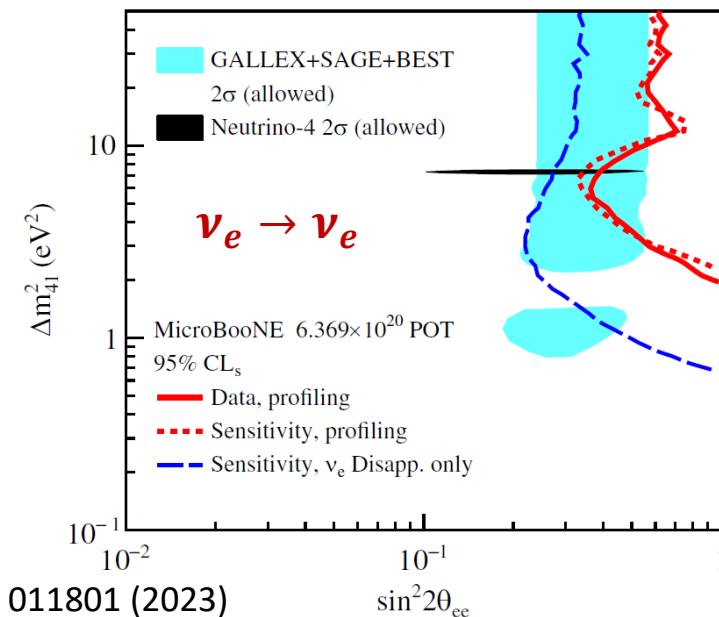 GALLEX+SAGE+BEST
2σ (allowed)
Neutrino-4 2σ (allowed)
10
νₑ → νₑ
Δm²₄₁ (eV²)
1
MicroBooNE 6.369×10²⁰ POT
95% CLₛ
Data, profiling
Sensitivity, profiling
Sensitivity, νₑ Disapp. only
10⁻¹
10⁻² 10⁻¹
011801 (2023) sin²2θₑₑ